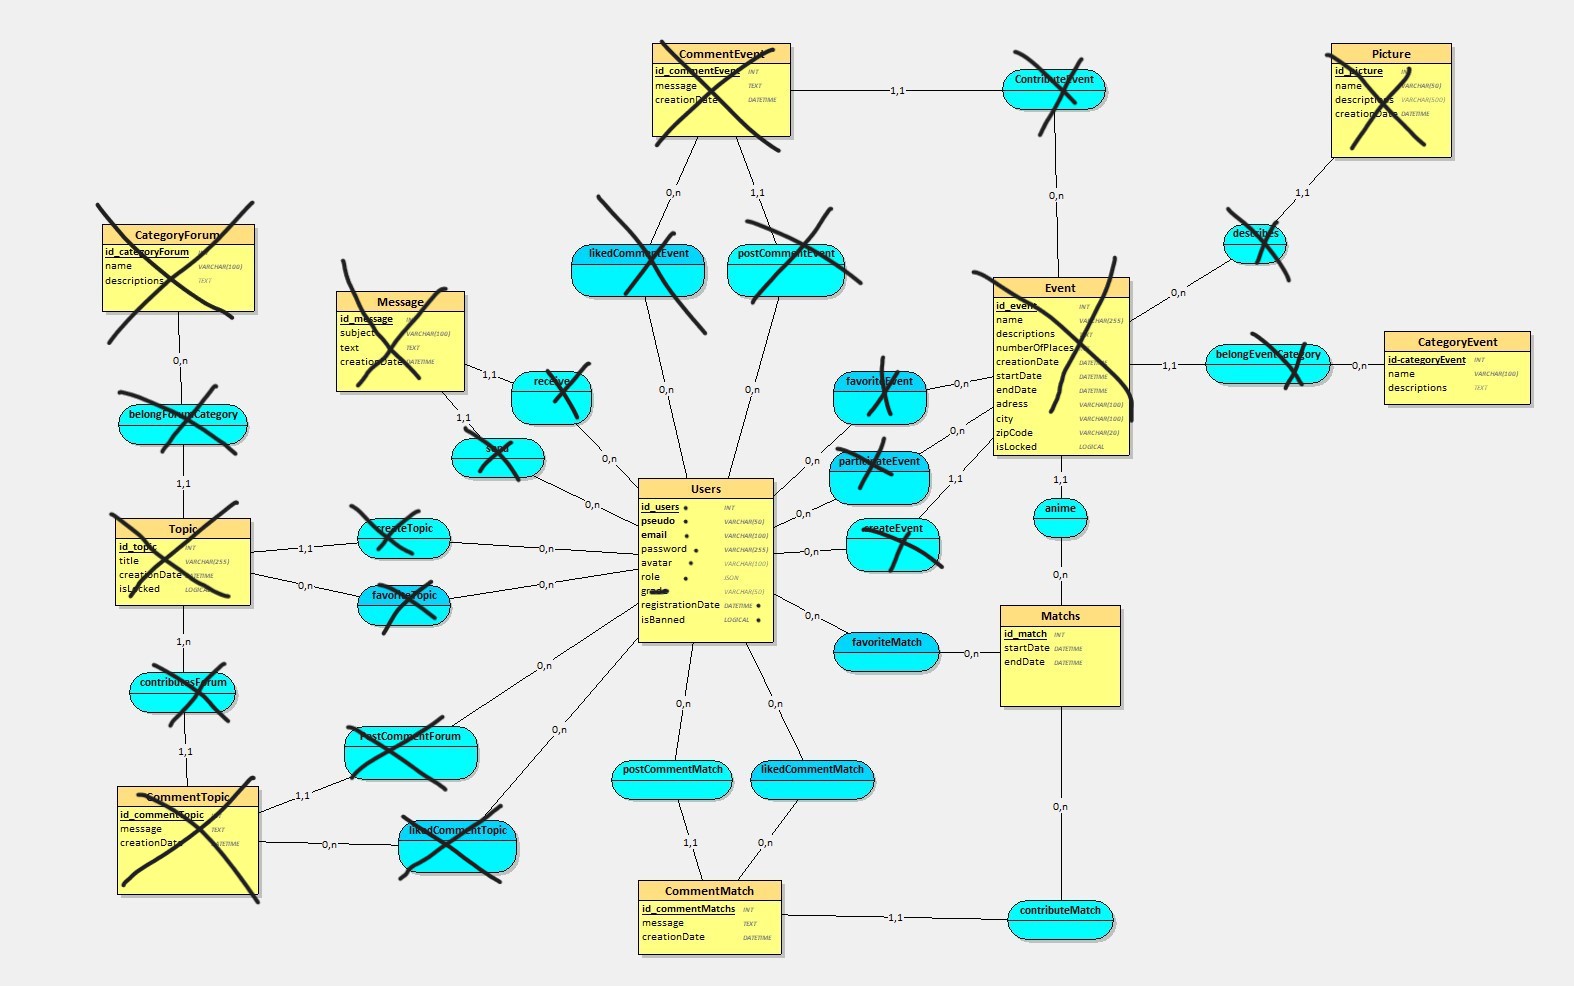 CommentEvent
id_commentEvent INT
message TEXT
creationDate DATETIME
1,1
ContributeEvent
Picture
id_picture INT
name VARCHAR(50)
descriptions VARCHAR(500)
creationDate DATETIME
0,n
1,1
0,n
1,1
CategoryForum
id_categoryForum INT
name VARCHAR(100)
descriptions TEXT
likedCommentEvent
postCommentEvent
describes
0,n
Message
id_message INT
subject VARCHAR(100)
text TEXT
creationDate DATETIME
Event
id_event INT
name VARCHAR(255)
descriptions TEXT
numberOfPlaces
creationDate DATETIME
startDate DATETIME
endDate DATETIME
adress VARCHAR(100)
city VARCHAR(100)
zipCode VARCHAR(20)
isLocked LOGICAL
0,n
1,1
belongEventCategory
0,n
CategoryEvent
id-categoryEvent INT
name VARCHAR(100)
descriptions TEXT
1,1
receive
0,n
0,n
favoriteEvent
0,n
belongForumCategory
1,1
send
0,n
0,n
participateEvent
0,n
1,1
1,1
0,n
0,n
createEvent
0,n
1,1
anime
0,n
Users
id_users INT
pseudo VARCHAR(50)
email VARCHAR(100)
password VARCHAR(255)
avatar VARCHAR(100)
role JSON
grade VARCHAR(50)
registrationDate DATETIME
isBanned LOGICAL
Topic
id_topic INT
title VARCHAR(255)
creationDate DATETIME
isLocked LOGICAL
1,1
createTopic
0,n
0,n
favoriteTopic
0,n
Matchs
id_match INT
startDate DATETIME
endDate DATETIME
0,n
favoriteMatch
0,n
1,n
contributesForum
1,1
0,n
0,n
0,n
0,n
PostCommentForum
1,1
postCommentMatch
likedCommentMatch
0,n
CommentTopic
id_commentTopic INT
message TEXT
creationDate DATETIME
0,n
likedCommentTopic
1,1
0,n
CommentMatch
id_commentMatchs INT
message TEXT
creationDate DATETIME
1,1
contributeMatch